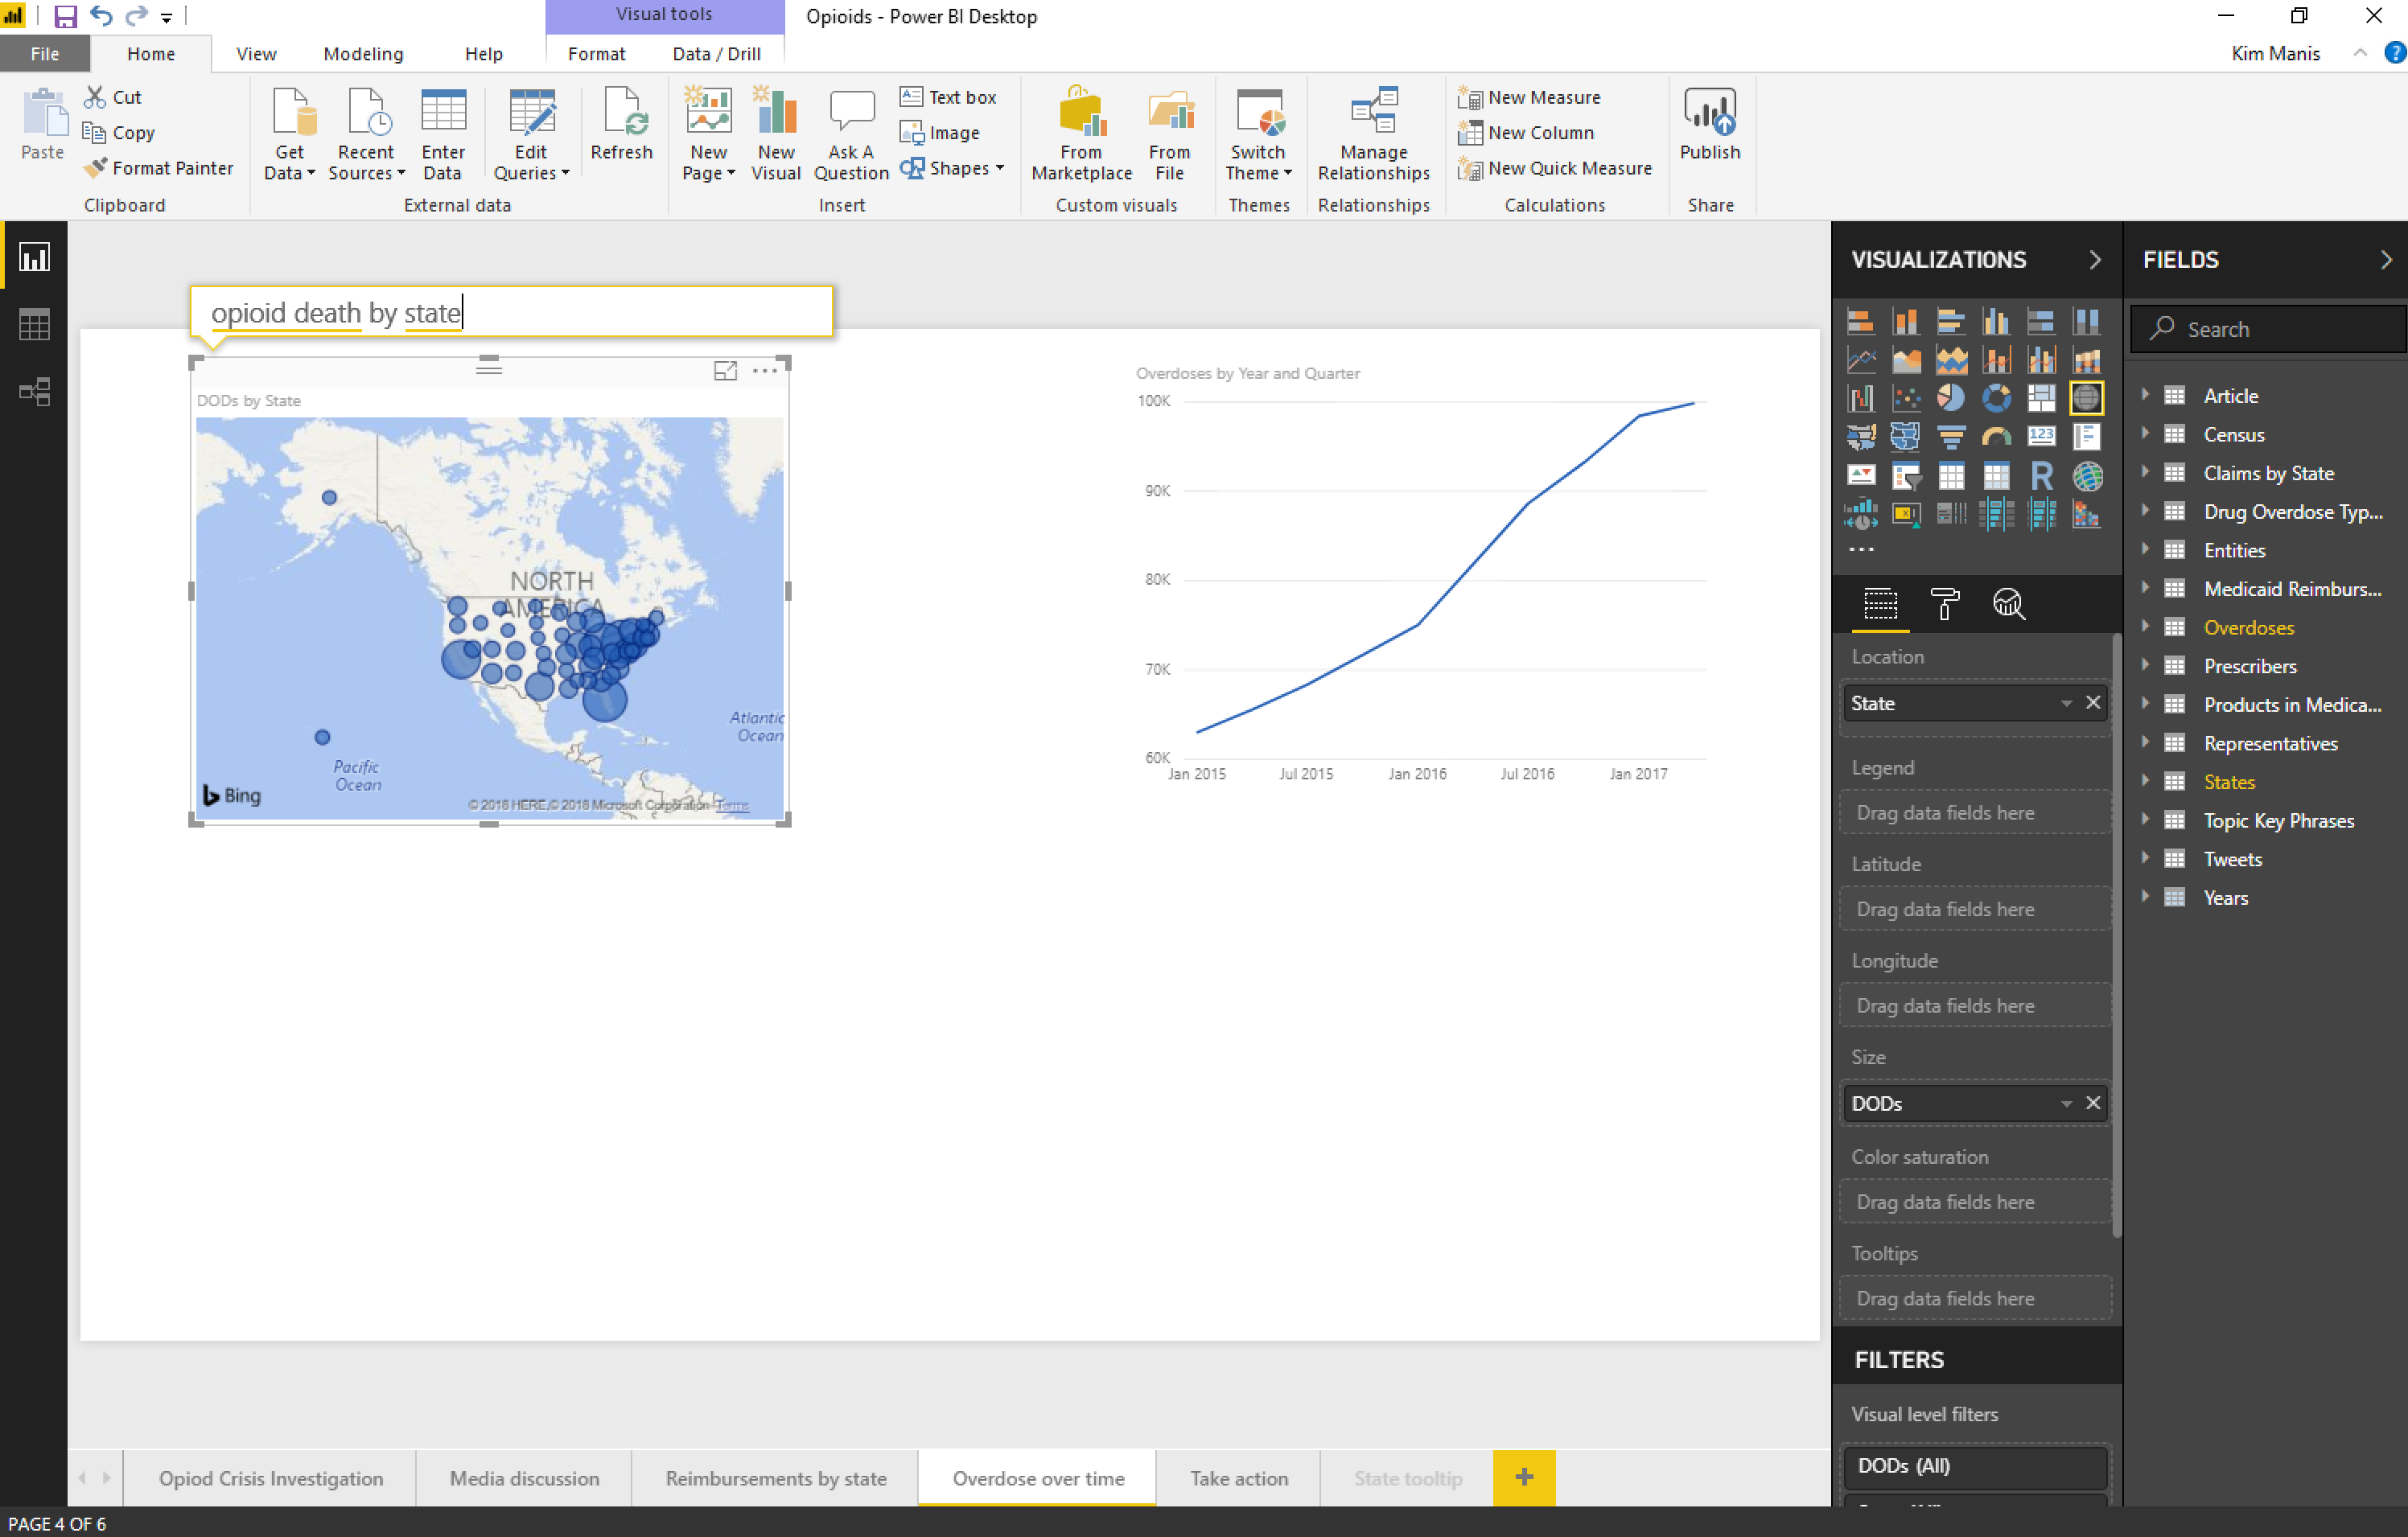 Visual tools
Opioids - Power BI Desktop
File
Home
View
Modeling
Help
Format
Data / Drill
Kim Manis
?
Paste
Cut
Copy
Format Painter
Clipboard
Get Data
Recent Sources
Enter Data
Edit Queries
Refresh
External data
New Page
New Visual
Ask A Question
Text box
Image
Shapes
Insert
From Marketplace
From File
Custom visuals
Switch Theme
Themes
Manage Relationships
Relationships
New Measure
New Column
New Quick Measure
Calculations
Publish
Share
opioid death by state
DODs by State
NORTH
AMERICA
Atlantic
Ocean
Pacific
Ocean
Bing
© 2018 HERE,© 2018 Microsoft Corporation Terms
Overdoses by Year and Quarter
100K
90K
80K
70K
60K
Jan 2015
Jul 2015
Jan 2016
Jul 2016
Jan 2017
VISUALIZATIONS
123
R
Location
State
Legend
Drag data fields here
Latitude
Drag data fields here
Longitude
Drag data fields here
Size
DODs
Color saturation
Drag data fields here
Tooltips
Drag data fields here
FILTERS
Visual level filters
DODs (All)
FIELDS
Search
Article
Census
Claims by State
Drug Overdose Typ...
Entities
Medicaid Reimburs...
Overdoses
Prescribers
Products in Medica...
Representatives
States
Topic Key Phrases
Tweets
Years
Opiod Crisis Investigation
Media discussion
Reimbursements by state
Overdose over time
Take action
State tooltip
+
PAGE 4 OF 6